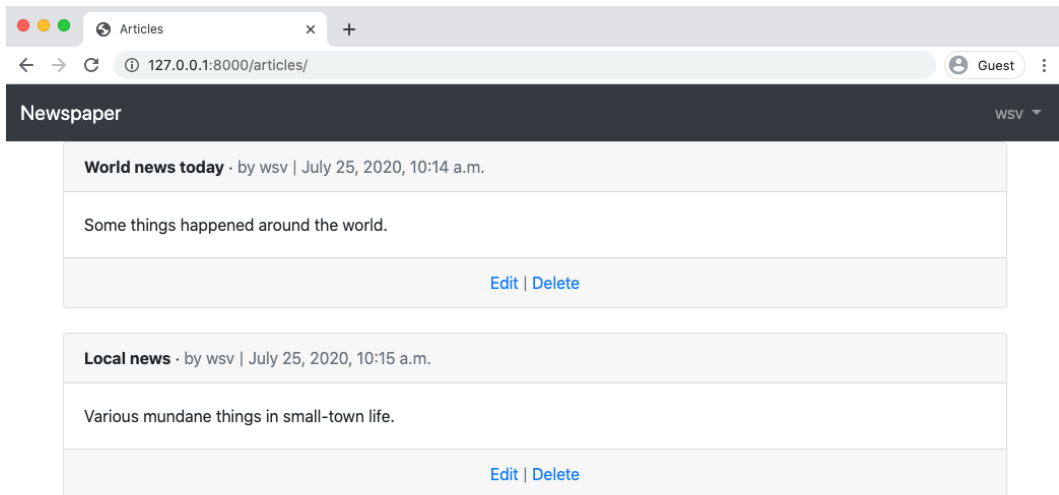 Articles
127.0.0.1:8000/articles/
Guest
Newspaper
wsv
World news today · by wsv | July 25, 2020, 10:14 a.m.
Some things happened around the world.
Edit | Delete
Local news · by wsv | July 25, 2020, 10:15 a.m.
Various mundane things in small-town life.
Edit | Delete